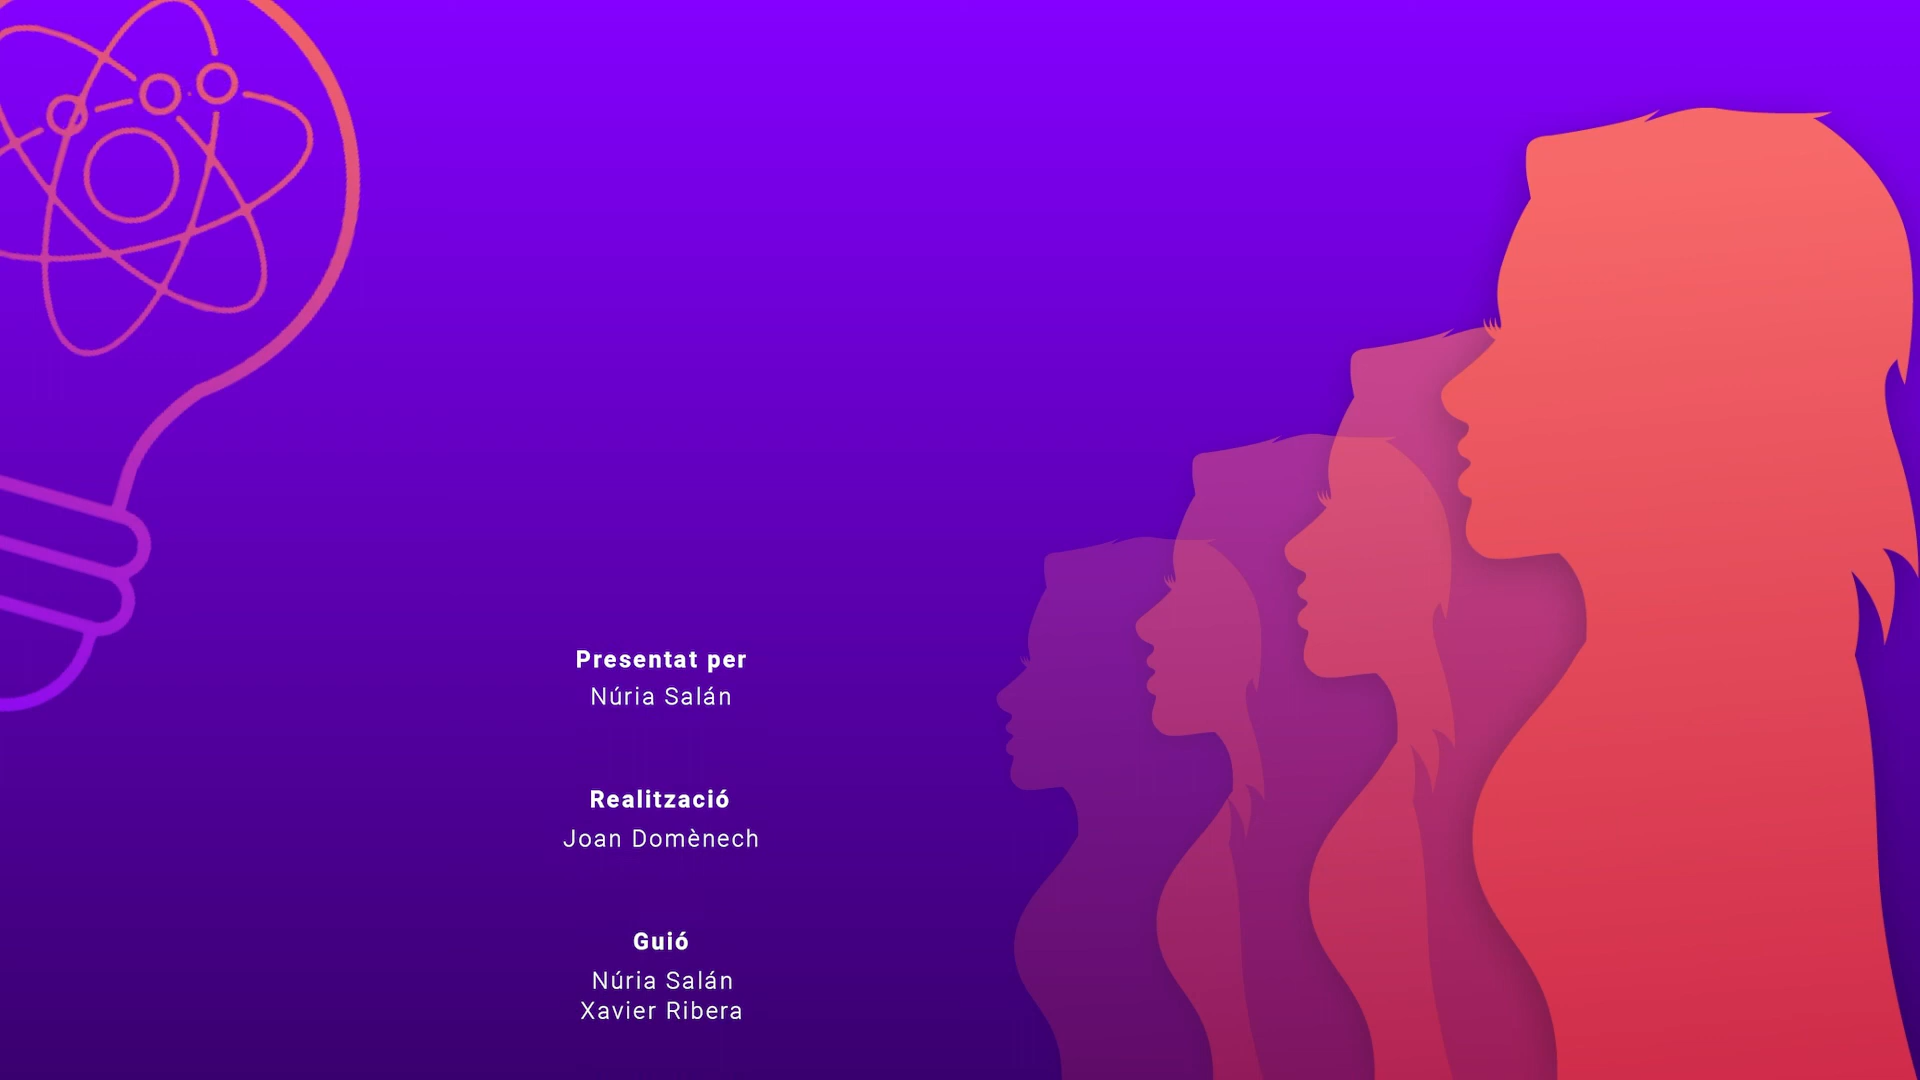 Presentat per
Núria Salán
Realització
Joan Domènech
Guió
Núria Salán
Xavier Ribera